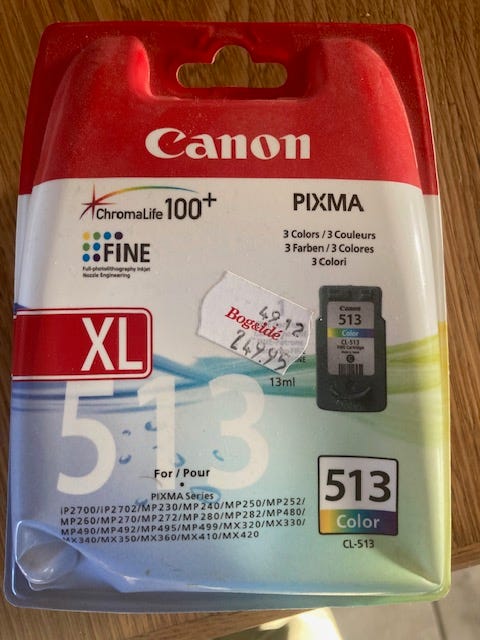 Canon
ChromaLife 100+
PIXMA
3 Colors / 3 Couleurs
3 Farben / 3 Colores
3 Colori
FINE
Full-photolithography Inkjet
Nozzle Engineering
4912
Bog&idé
249,95
Canon
513
Color
CL-513
XL
13ml
513
For / Pour
PIXMA Series
iP2700/iP2702/MP230/MP240/MP250/MP252/
MP260/MP270/MP272/MP280/MP282/MP480/
MP490/MP492/MP495/MP499/MX320/MX330/
MX340/MX350/MX360/MX410/MX420
513
Color
CL-513